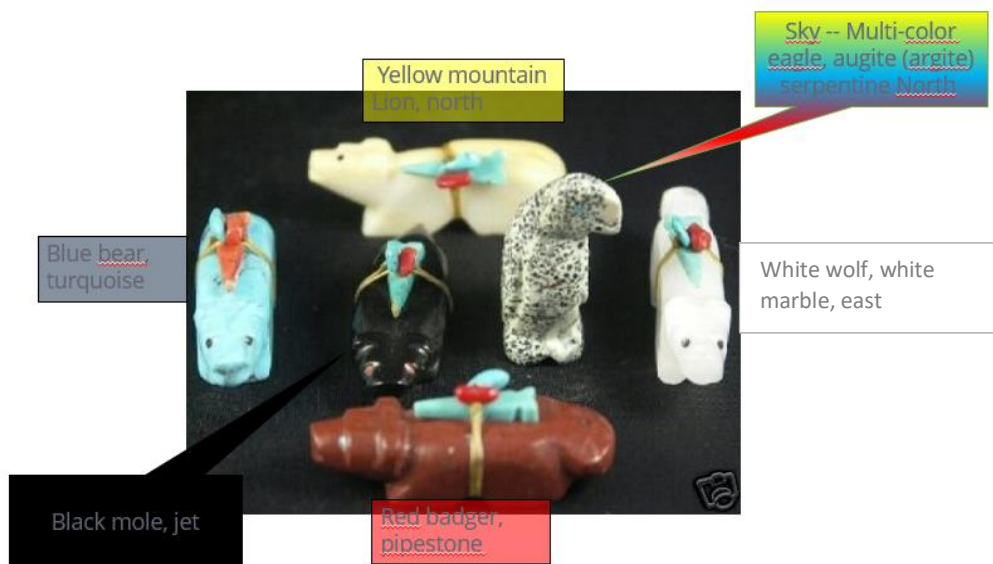 Sky -- Multi-color
eagle, augite (argite)
serpentine North
Yellow mountain
Lion, north
Blue bear,
turquoise
White wolf, white
marble, east
Black mole, jet
Red badger,
pipestone